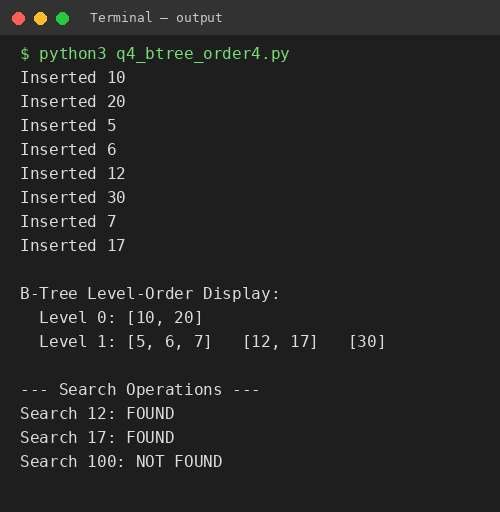 Terminal — output
$ python3 q4_btree_order4.py
Inserted 10
Inserted 20
Inserted 5
Inserted 6
Inserted 12
Inserted 30
Inserted 7
Inserted 17
B-Tree Level-Order Display:
Level 0: [10, 20]
Level 1: [5, 6, 7]   [12, 17]   [30]
--- Search Operations ---
Search 12: FOUND
Search 17: FOUND
Search 100: NOT FOUND